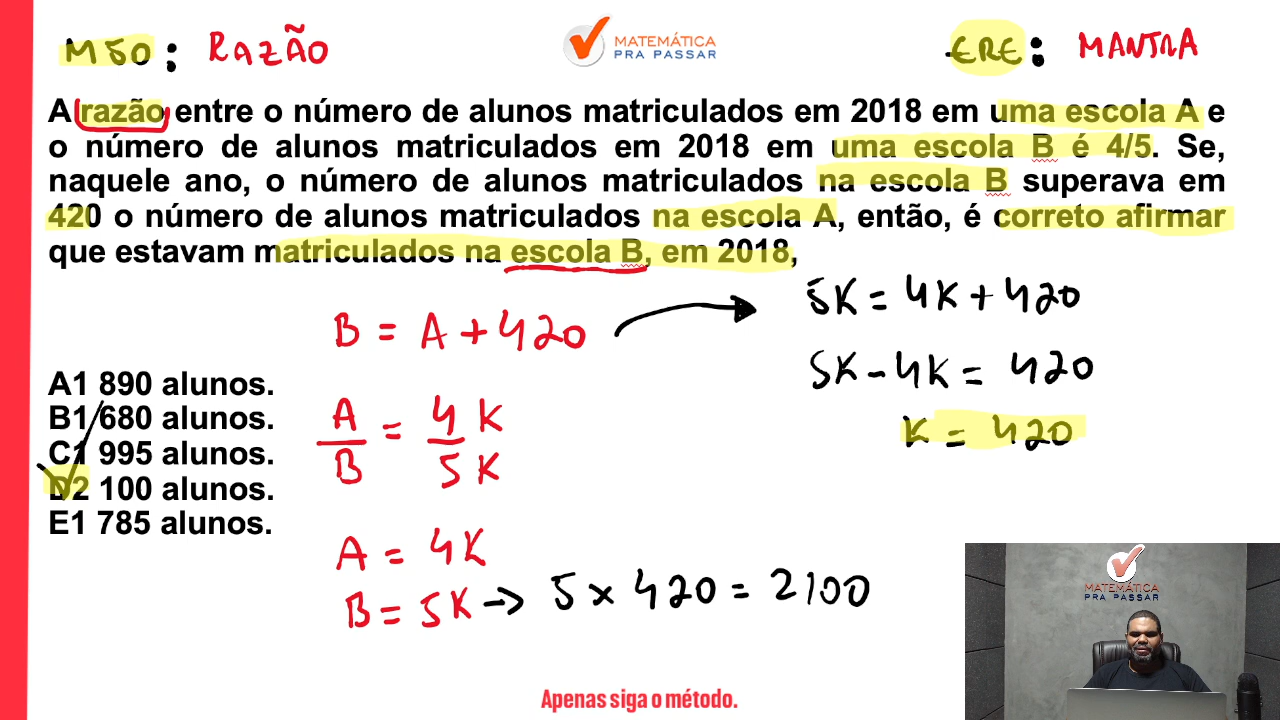 M50: RAZÃO
MATEMÁTICA
PRA PASSAR
ERE: MANTRA
A razão entre o número de alunos matriculados em 2018 em uma escola A e
o número de alunos matriculados em 2018 em uma escola B é 4/5. Se,
naquele ano, o número de alunos matriculados na escola B superava em
420 o número de alunos matriculados na escola A, então, é correto afirmar
que estavam matriculados na escola B, em 2018,
B = A + 420
5K = 4K + 420
5K - 4K = 420
K = 420
A1 890 alunos.
B1 680 alunos.
C1 995 alunos.
D2 100 alunos.
E1 785 alunos.
A/B = 4K/5K
A = 4K
B = 5K → 5 x 420 = 2100
MATEMÁTICA
PRA PASSAR
Apenas siga o método.